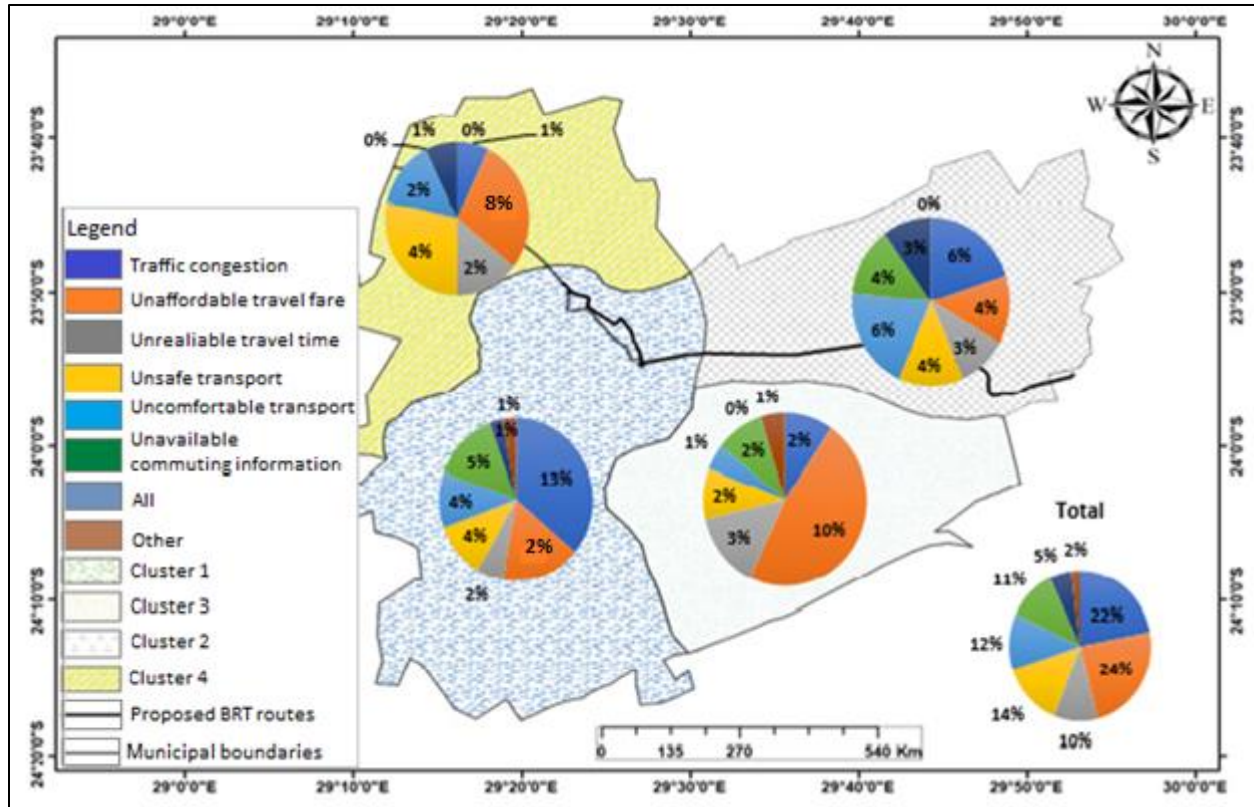 29°0'0"E 29°10'0"E 29°20'0"E 29°30'0"E 29°40'0"E 29°50'0"E 30°0'0"E
N
W E
S
23°40'0"S 23°40'0"S
1% 0% 1%
0%
2% 8%
4% 2%
0%
3% 6%
4% 4%
6% 3%
4%
23°50'0"S 23°50'0"S
Legend
Traffic congestion
Unaffordable travel fare
Unrealiable travel time
Unsafe transport
Uncomfortable transport
Unavailable
commuting information
All
Other
Cluster 1
Cluster 3
Cluster 2
Cluster 4
Proposed BRT routes
Municipal boundaries
24°0'0"S 24°0'0"S
1%
1%
5% 13%
4%
4% 2%
2%
0% 1%
1% 2% 2%
2%
3% 10%
Total
5% 2%
11% 22%
12%
24%
14%
10%
24°10'0"S 24°10'0"S
0 135 270 540 Km
29°0'0"E 29°10'0"E 29°20'0"E 29°30'0"E 29°40'0"E 29°50'0"E 30°0'0"E